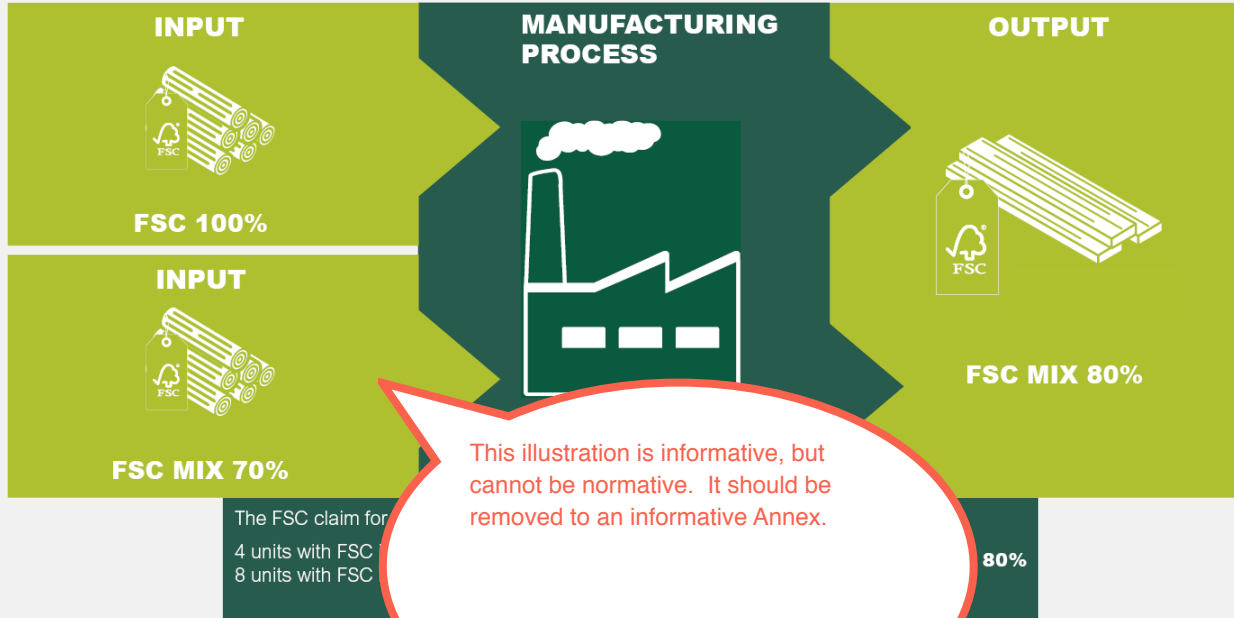 INPUT
FSC
FSC 100%
INPUT
FSC
FSC MIX 70%
MANUFACTURING
PROCESS
OUTPUT
FSC
FSC MIX 80%
This illustration is informative, but
cannot be normative.  It should be
removed to an informative Annex.
The FSC claim for
4 units with FSC
8 units with FSC
80%